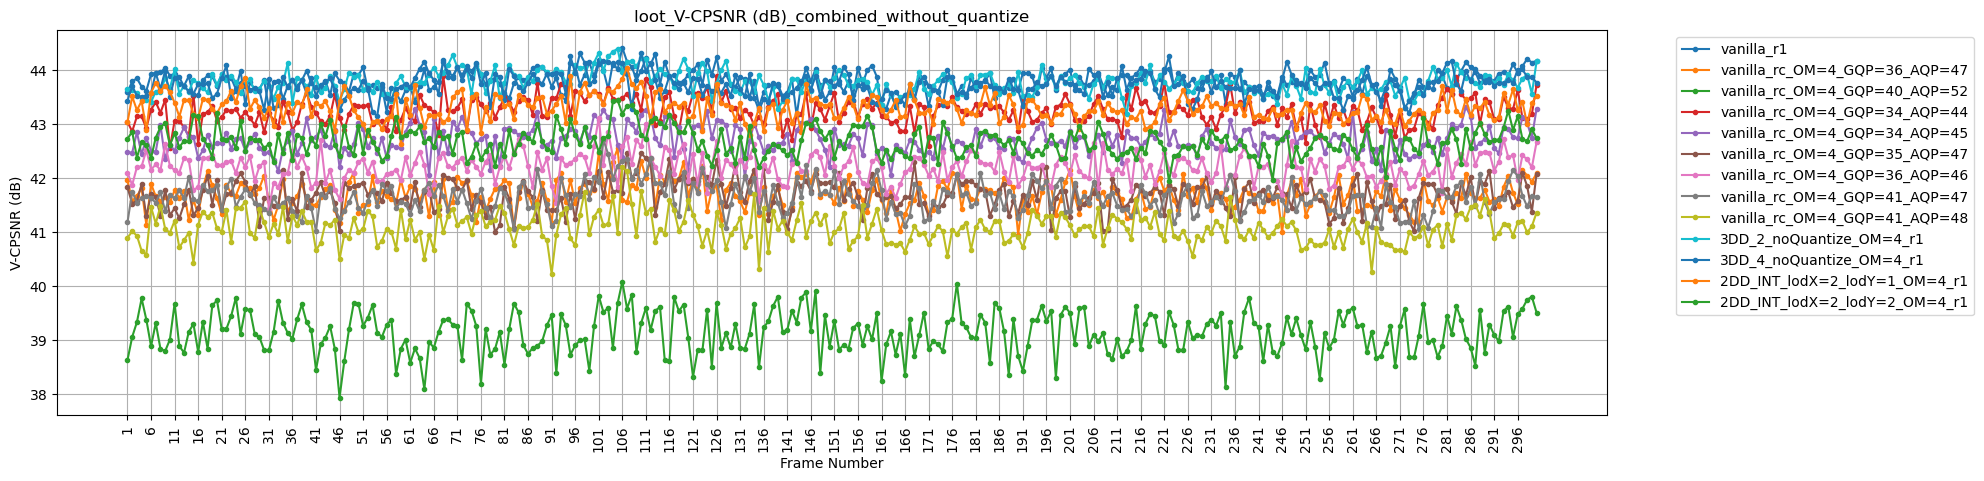 loot_V-CPSNR (dB)_combined_without_quantize
V-CPSNR (dB)
44
43
42
41
40
39
38
1 6 11 16 21 26 31 36 41 46 51 56 61 66 71 76 81 86 91 96 101 106 111 116 121 126 131 136 141 146 151 156 161 166 171 176 181 186 191 196 201 206 211 216 221 226 231 236 241 246 251 256 261 266 271 276 281 286 291 296
Frame Number
vanilla_r1
vanilla_rc_OM=4_GQP=36_AQP=47
vanilla_rc_OM=4_GQP=40_AQP=52
vanilla_rc_OM=4_GQP=34_AQP=44
vanilla_rc_OM=4_GQP=34_AQP=45
vanilla_rc_OM=4_GQP=35_AQP=47
vanilla_rc_OM=4_GQP=36_AQP=46
vanilla_rc_OM=4_GQP=41_AQP=47
vanilla_rc_OM=4_GQP=41_AQP=48
3DD_2_noQuantize_OM=4_r1
3DD_4_noQuantize_OM=4_r1
2DD_INT_lodX=2_lodY=1_OM=4_r1
2DD_INT_lodX=2_lodY=2_OM=4_r1